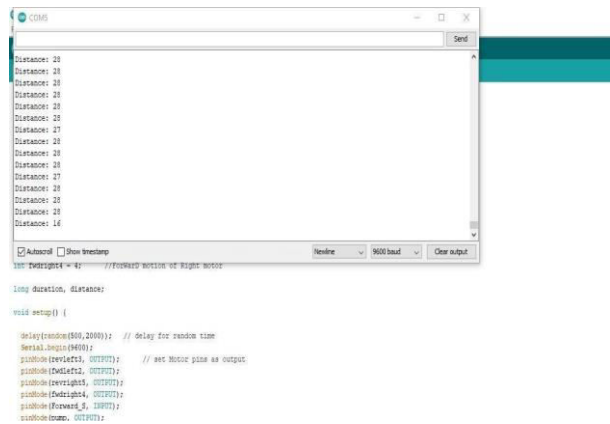 COM5
Send
Distance: 28
Distance: 28
Distance: 28
Distance: 28
Distance: 28
Distance: 28
Distance: 27
Distance: 28
Distance: 28
Distance: 28
Distance: 27
Distance: 28
Distance: 28
Distance: 28
Distance: 16
Autoscroll Show timestamp Newline 9600 baud Clear output
int fwdright4 = 4; //ForWarD motion of Right motor
long duration, distance;
void setup() {
delay(random(500,2000)); // delay for random time
Serial.begin(9600);
pinMode(revleft3, OUTPUT); // set Motor pins as output
pinMode(fwdleft2, OUTPUT);
pinMode(revright5, OUTPUT);
pinMode(fwdright4, OUTPUT);
pinMode(Forward_S, INPUT);
pinMode(pump, OUTPUT);